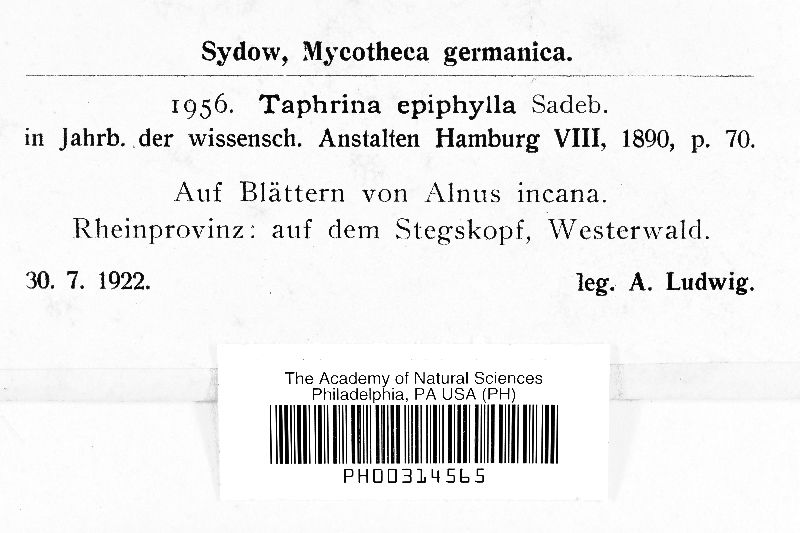 Sydow, Mycotheca germanica.
1956. Taphrina epiphylla Sadeb.
in Jahrb. der wissensch. Anstalten Hamburg VIII, 1890, p. 70.
Auf Blättern von Alnus incana.
Rheinprovinz: auf dem Stegskopf, Westerwald.
30. 7. 1922. leg. A. Ludwig.
The Academy of Natural Sciences
Philadelphia, PA USA (PH)
PH00314565